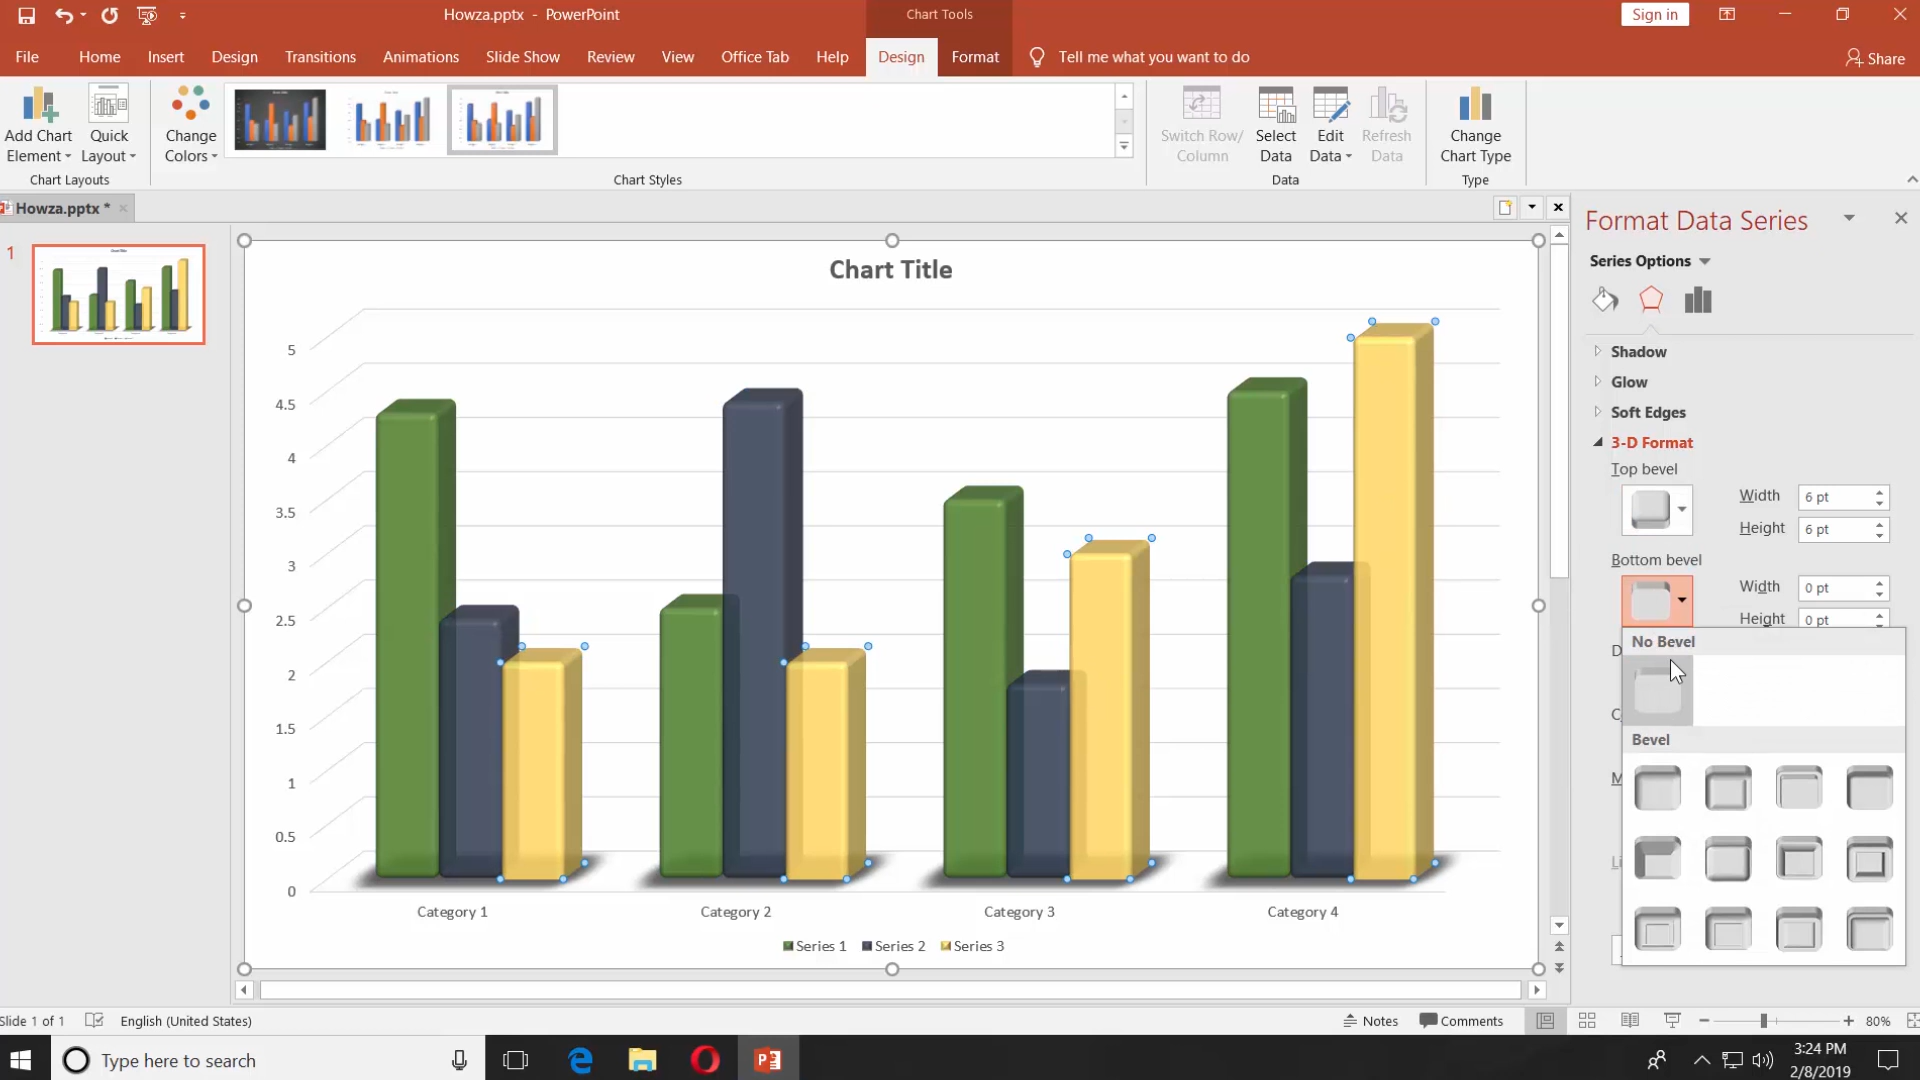 Howza.pptx - PowerPoint
Chart Tools
Sign in
File
Home
Insert
Design
Transitions
Animations
Slide Show
Review
View
Office Tab
Help
Design
Format
Tell me what you want to do
Share
Add Chart
Element
Quick
Layout
Change
Colors
Switch Row/
Column
Select
Data
Edit
Data
Refresh
Data
Change
Chart Type
Chart Layouts
Chart Styles
Data
Type
Howza.pptx *
1
Chart Title
5
4.5
4
3.5
3
2.5
2
1.5
1
0.5
0
Category 1
Category 2
Category 3
Category 4
Series 1
Series 2
Series 3
Format Data Series
Series Options
Shadow
Glow
Soft Edges
3-D Format
Top bevel
Width
6 pt
Height
6 pt
Bottom bevel
Width
0 pt
Height
0 pt
No Bevel
Bevel
Slide 1 of 1
English (United States)
Notes
Comments
80%
Type here to search
3:24 PM
2/8/2019